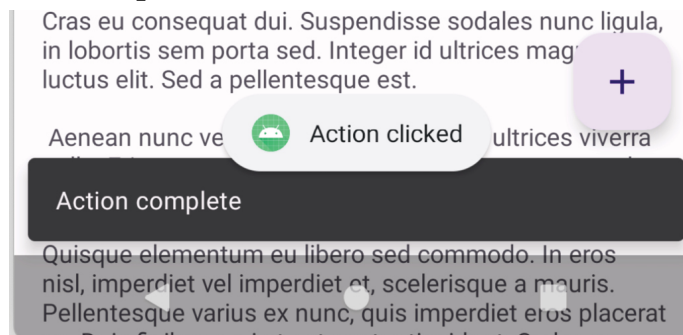 Cras eu consequat dui. Suspendisse sodales nunc ligula,
in lobortis sem porta sed. Integer id ultrices
luctus elit. Sed a pellentesque est.
+
Aenean nunc
Action clicked
ultrices viverra
Action complete
Quisque elementum eu libero sed commodo. In eros
nisl, imperdiet vel imperdiet et, scelerisque a mauris.
Pellentesque varius ex nunc, quis imperdiet eros placerat